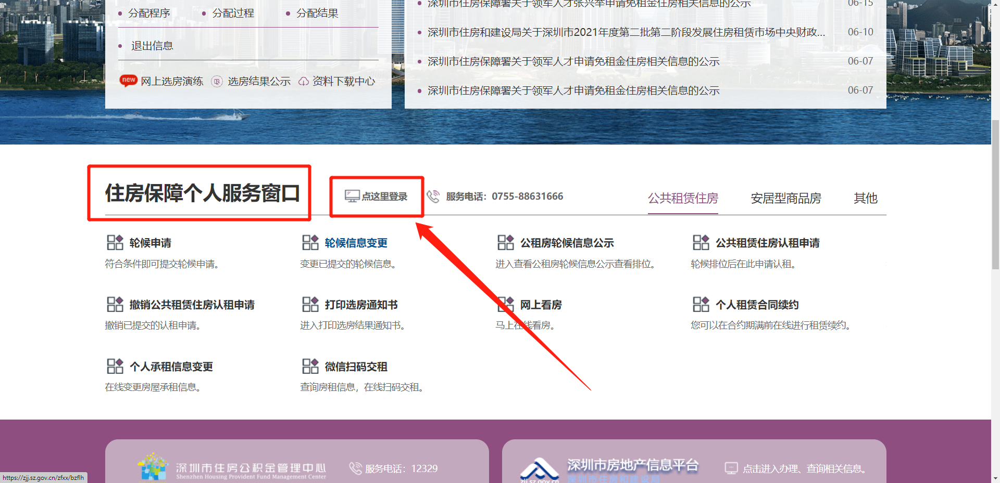 分配程序
分配过程
分配结果
退出信息
new 网上选房演练
选房结果公示
资料下载中心
深圳市住房保障署关于领军人才张兴华申请免租金住房相关信息的公示 06-15
深圳市住房和建设局关于深圳市2021年度第二批第二阶段发展住房租赁市场中央财政... 06-10
深圳市住房保障署关于领军人才申请免租金住房相关信息的公示 06-07
深圳市住房保障署关于领军人才申请免租金住房相关信息的公示 06-07
住房保障个人服务窗口
点这里登录
服务电话：0755-88631666
公共租赁住房
安居型商品房
其他
轮候申请
符合条件即可提交轮候申请。
轮候信息变更
变更已提交的轮候信息。
公租房轮候信息公示
进入查看公租房轮候信息公示查看排位。
公共租赁住房认租申请
轮候排位后在此申请认租。
撤销公共租赁住房认租申请
撤销已提交的认租申请。
打印选房通知书
进入打印选房结果通知书。
网上看房
马上在线看房。
个人租赁合同续约
您可以在合约期满前在线进行租赁续约。
个人承租信息变更
在线变更房屋承租信息。
微信扫码交租
查询房租信息，在线扫码交租。
深圳市住房公积金管理中心
Shenzhen Housing Provident Fund Management Center
服务电话：12329
深圳市房地产信息平台
深圳市住房和建设局
zjj.sz.gov.cn
点击进入办理、查询相关信息。
https://zjj.sz.gov.cn/zfxx/bzflh